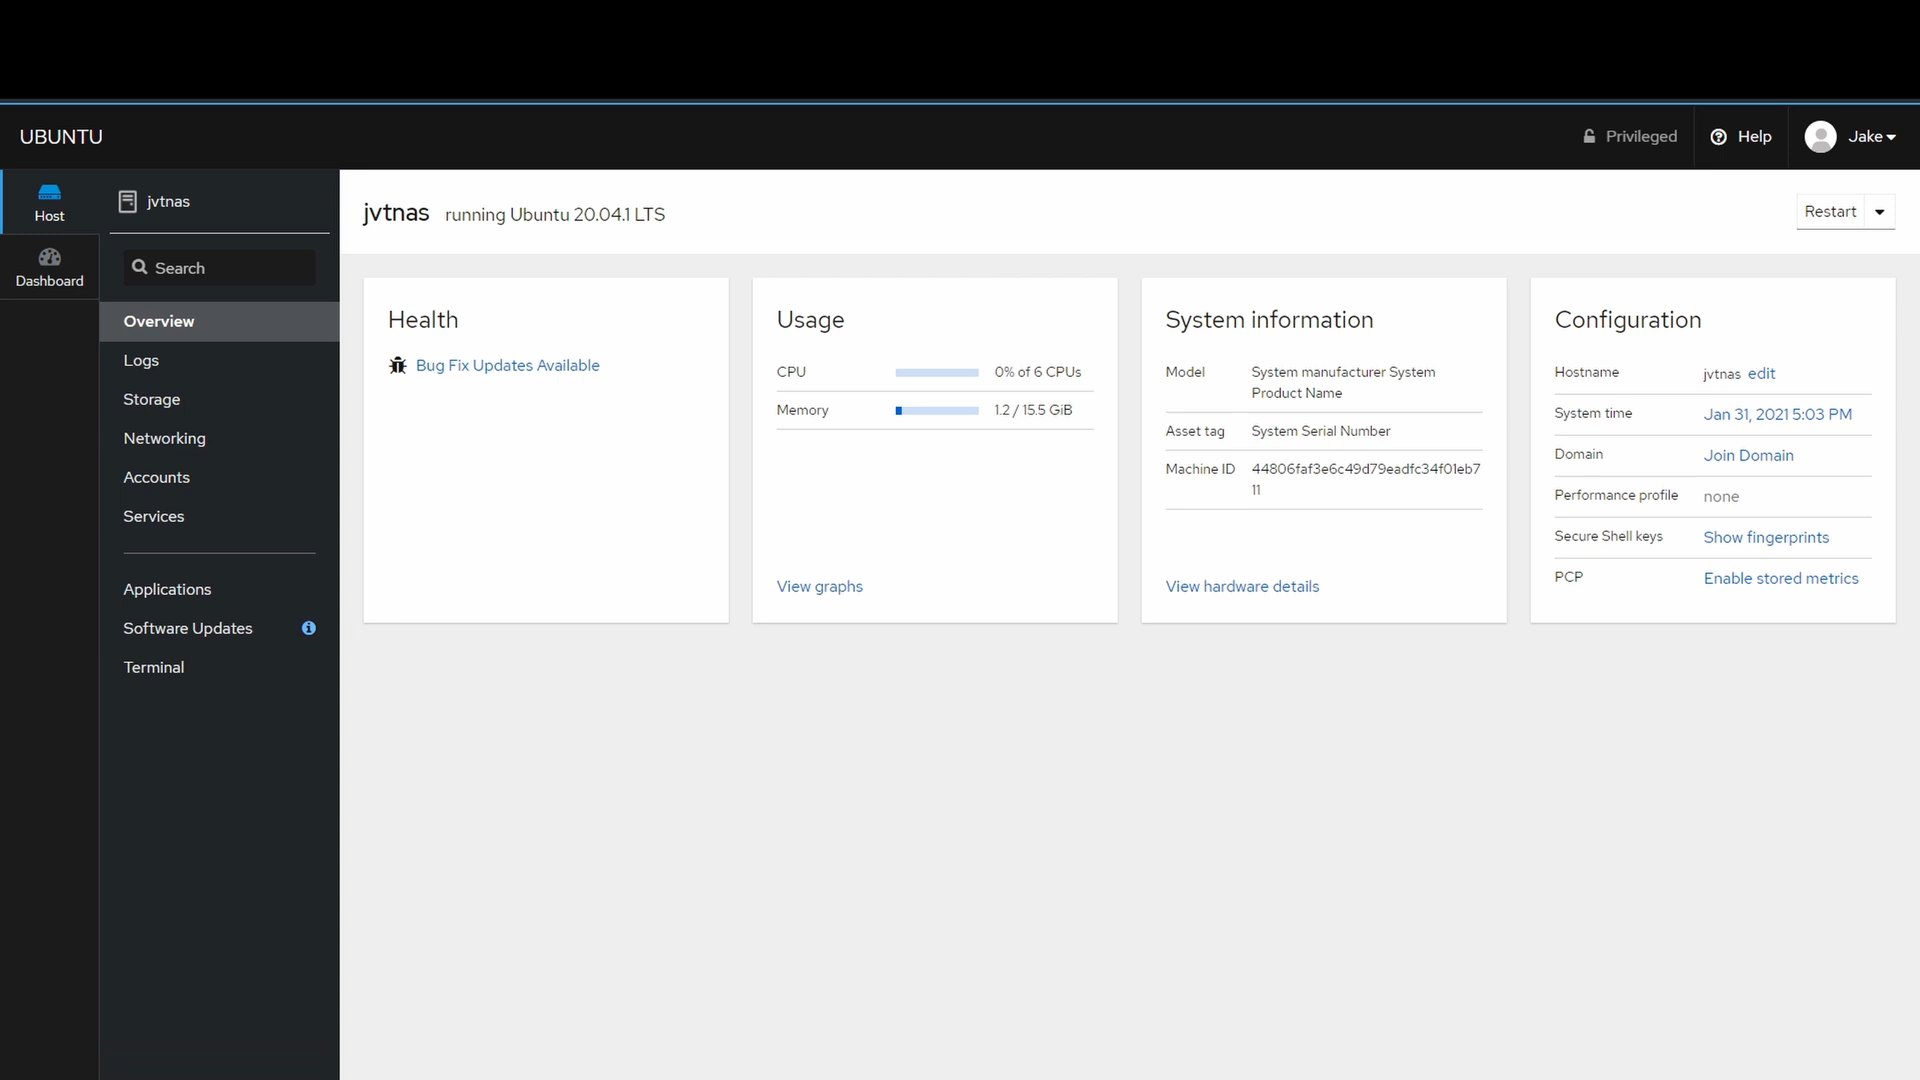 UBUNTU
Privileged
Help
Jake
Host
Dashboard
jvtnas
Search
Overview
Logs
Storage
Networking
Accounts
Services
Applications
Software Updates
Terminal
jvtnas running Ubuntu 20.04.1 LTS
Restart
Health
Bug Fix Updates Available
Usage
CPU 0% of 6 CPUs
Memory 1.2 / 15.5 GiB
View graphs
System information
Model System manufacturer System
Product Name
Asset tag System Serial Number
Machine ID 44806faf3e6c49d79eadfc34f01eb7
11
View hardware details
Configuration
Hostname jvtnas edit
System time Jan 31, 2021 5:03 PM
Domain Join Domain
Performance profile none
Secure Shell keys Show fingerprints
PCP Enable stored metrics